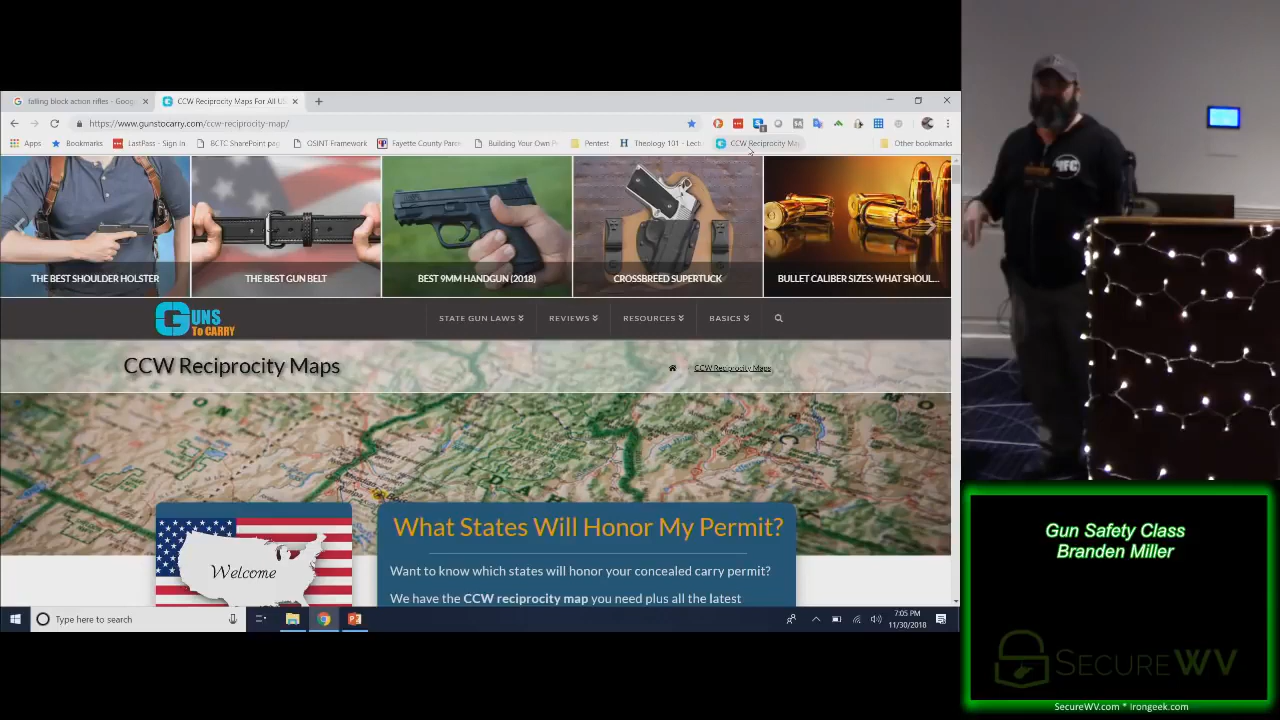 falling block action rifles - Goog
CCW Reciprocity Maps For All US
https://www.gunstocarry.com/ccw-reciprocity-map/
Apps
Bookmarks
LastPass - Sign In
BCTC SharePoint pag
OSINT Framework
Fayette County Paren
Building Your Own P
Pentest
Theology 101 - Lectu
CCW Reciprocity Map
Other bookmarks
THE BEST SHOULDER HOLSTER
THE BEST GUN BELT
BEST 9MM HANDGUN (2018)
CROSSBREED SUPERTUCK
BULLET CALIBER SIZES: WHAT SHOUL...
GUNS
TO CARRY
STATE GUN LAWS
REVIEWS
RESOURCES
BASICS
CCW Reciprocity Maps
CCW Reciprocity Maps
What States Will Honor My Permit?
Welcome
Want to know which states will honor your concealed carry permit?
We have the CCW reciprocity map you need plus all the latest
Type here to search
7:05 PM
11/30/2018
Gun Safety Class
Branden Miller
SECUREWV
SecureWV.com * Irongeek.com